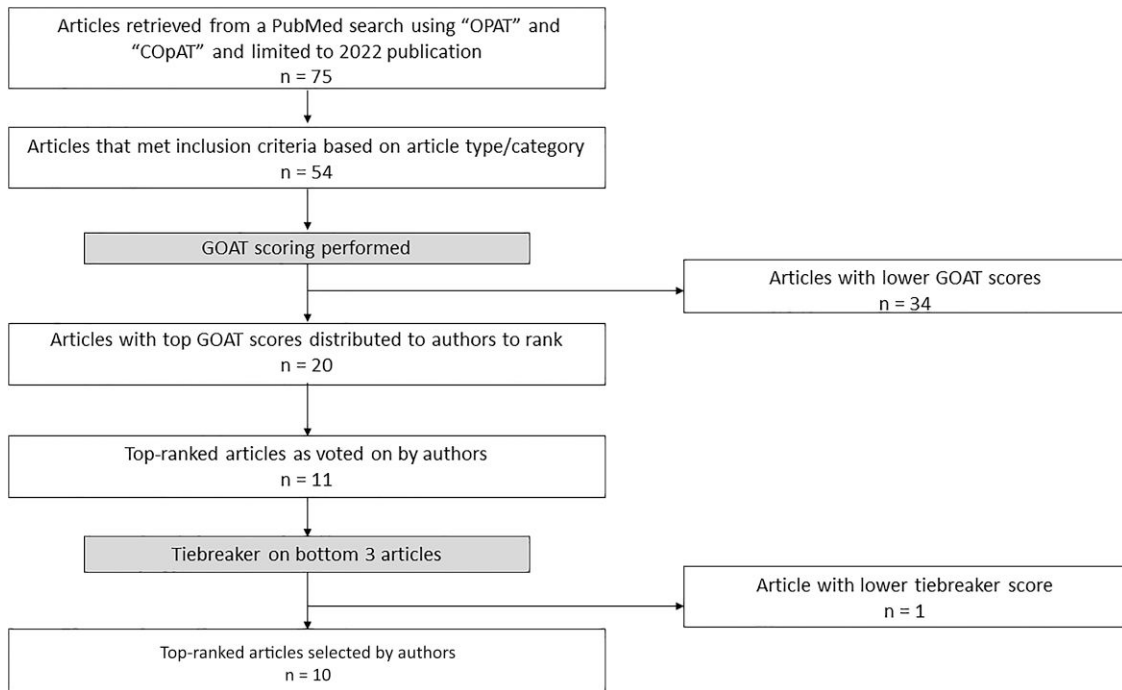 Articles retrieved from a PubMed search using “OPAT” and
“COpAT” and limited to 2022 publication
n = 75
Articles that met inclusion criteria based on article type/category
n = 54
GOAT scoring performed
Articles with lower GOAT scores
n = 34
Articles with top GOAT scores distributed to authors to rank
n = 20
Top-ranked articles as voted on by authors
n = 11
Tiebreaker on bottom 3 articles
Article with lower tiebreaker score
n = 1
Top-ranked articles selected by authors
n = 10